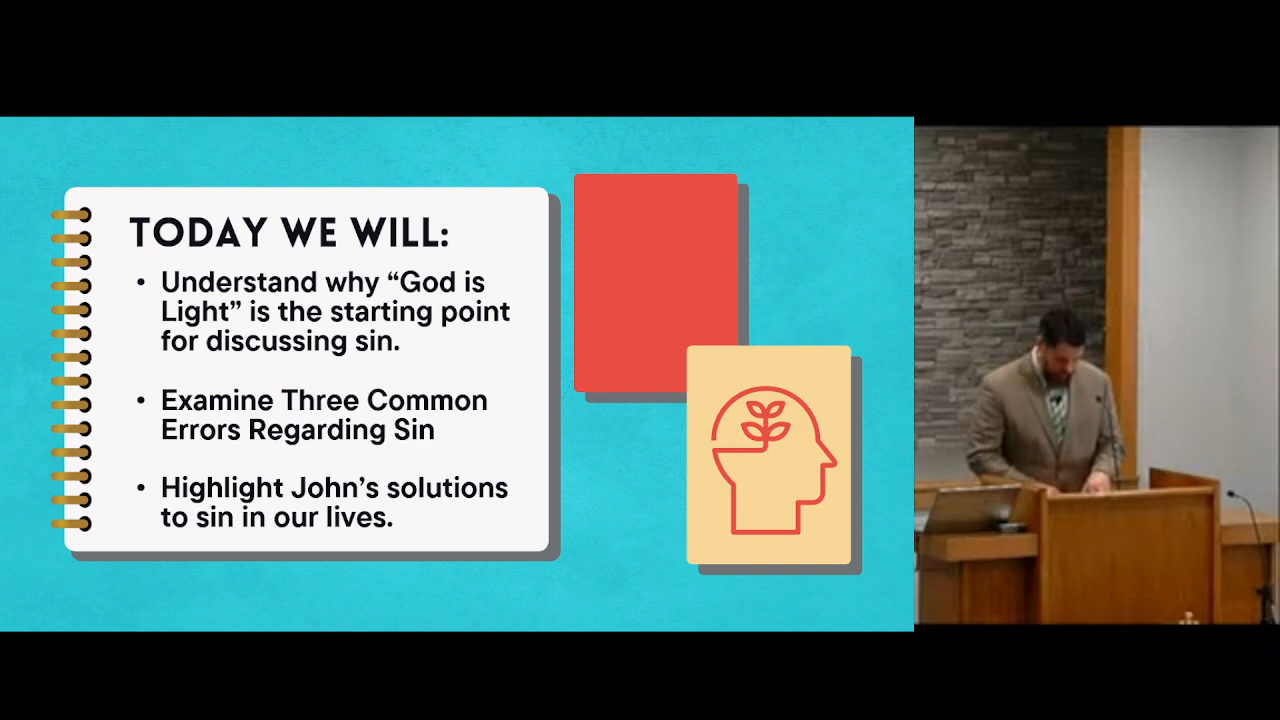 TODAY WE WILL:
• Understand why “God is
Light” is the starting point
for discussing sin.
• Examine Three Common
Errors Regarding Sin
• Highlight John’s solutions
to sin in our lives.